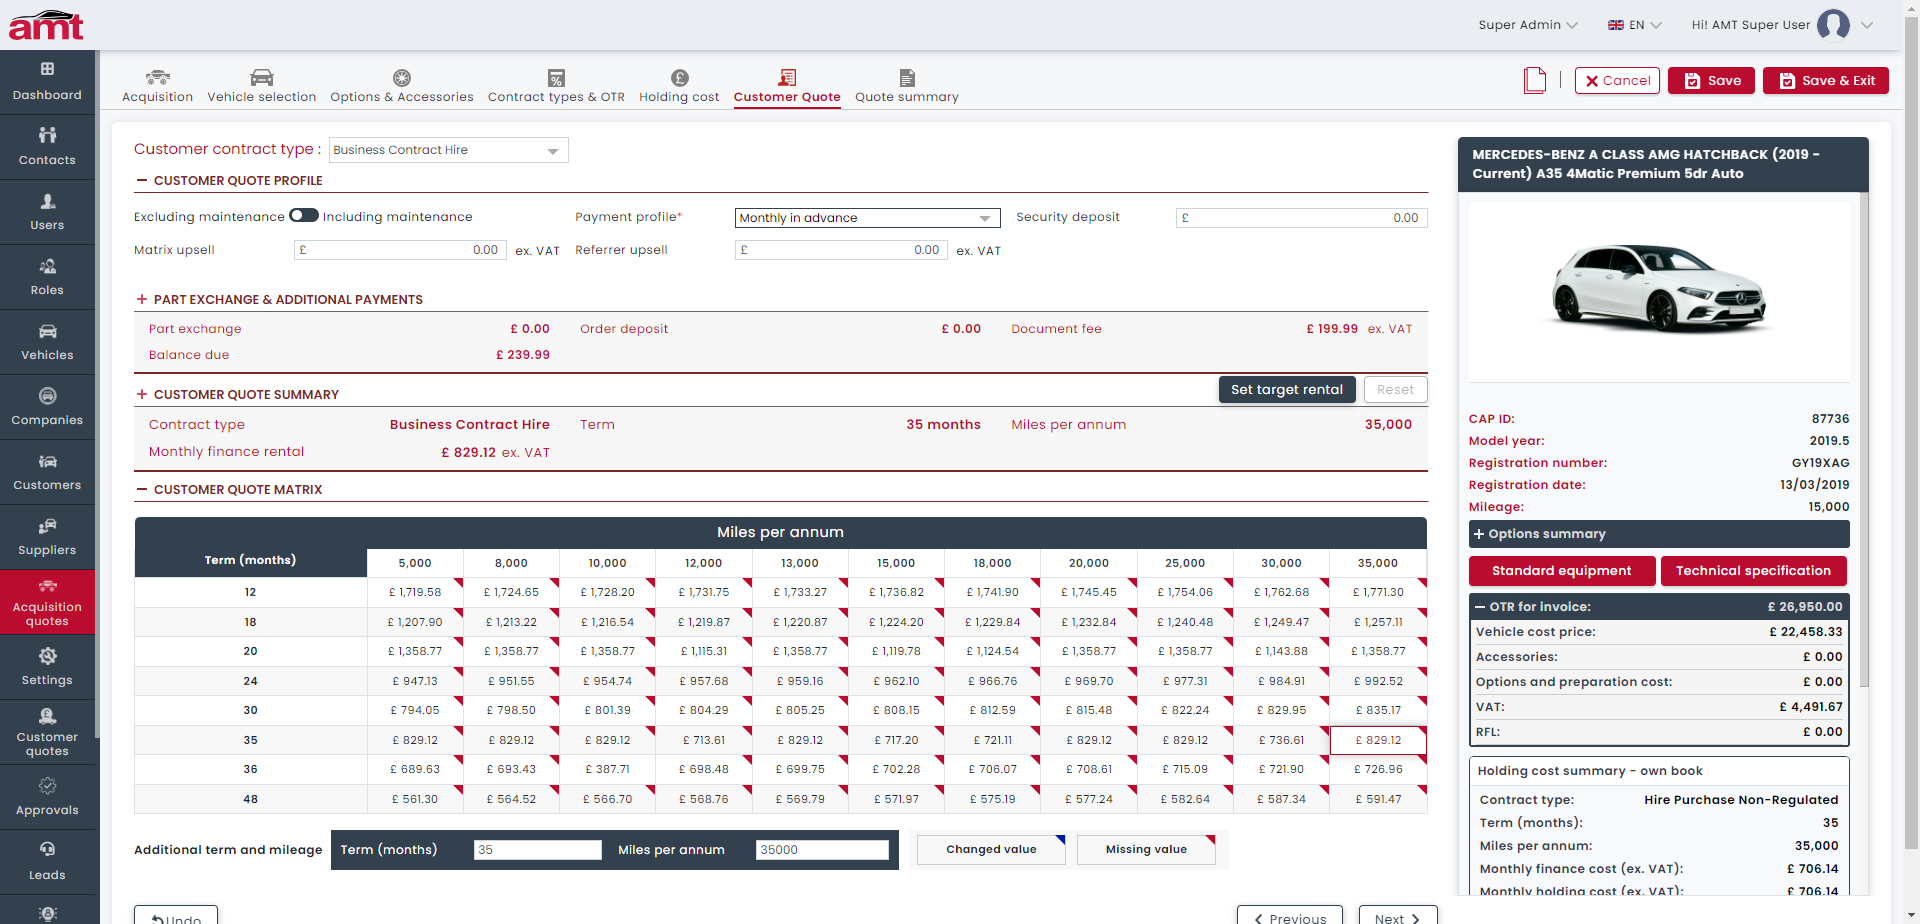 amt
Super Admin
EN
Hi! AMT Super User
Dashboard
Contacts
Users
Roles
Vehicles
Companies
Customers
Suppliers
Acquisition
quotes
Settings
Customer
quotes
Approvals
Leads
Acquisition
Vehicle selection
Options & Accessories
Contract types & OTR
Holding cost
Customer Quote
Quote summary
Cancel
Save
Save & Exit
Customer contract type : Business Contract Hire
CUSTOMER QUOTE PROFILE
Excluding maintenance Including maintenance Payment profile* Monthly in advance Security deposit £ 0.00
Matrix upsell £ 0.00 ex. VAT Referrer upsell £ 0.00 ex. VAT
+ PART EXCHANGE & ADDITIONAL PAYMENTS
Part exchange £ 0.00 Order deposit £ 0.00 Document fee £ 199.99 ex. VAT
Balance due £ 239.99
+ CUSTOMER QUOTE SUMMARY Set target rental Reset
Contract type Business Contract Hire Term 35 months Miles per annum 35,000
Monthly finance rental £ 829.12 ex. VAT
CUSTOMER QUOTE MATRIX
Miles per annum
Term (months) 5,000 8,000 10,000 12,000 13,000 15,000 18,000 20,000 25,000 30,000 35,000
12 £ 1,719.58 £ 1,724.65 £ 1,728.20 £ 1,731.75 £ 1,733.27 £ 1,736.82 £ 1,741.90 £ 1,745.45 £ 1,754.06 £ 1,762.68 £ 1,771.30
18 £ 1,207.90 £ 1,213.22 £ 1,216.54 £ 1,219.87 £ 1,220.87 £ 1,224.20 £ 1,229.84 £ 1,232.84 £ 1,240.48 £ 1,249.47 £ 1,257.11
20 £ 1,358.77 £ 1,358.77 £ 1,358.77 £ 1,115.31 £ 1,358.77 £ 1,119.78 £ 1,124.54 £ 1,358.77 £ 1,358.77 £ 1,143.88 £ 1,358.77
24 £ 947.13 £ 951.55 £ 954.74 £ 957.68 £ 959.16 £ 962.10 £ 966.76 £ 969.70 £ 977.31 £ 984.91 £ 992.52
30 £ 794.05 £ 798.50 £ 801.39 £ 804.29 £ 805.25 £ 808.15 £ 812.59 £ 815.48 £ 822.24 £ 829.95 £ 835.17
35 £ 829.12 £ 829.12 £ 829.12 £ 713.61 £ 829.12 £ 717.20 £ 721.11 £ 829.12 £ 829.12 £ 736.61 £ 829.12
36 £ 689.63 £ 693.43 £ 387.71 £ 698.48 £ 699.75 £ 702.28 £ 706.07 £ 708.61 £ 715.09 £ 721.90 £ 726.96
48 £ 561.30 £ 564.52 £ 566.70 £ 568.76 £ 569.79 £ 571.97 £ 575.19 £ 577.24 £ 582.64 £ 587.34 £ 591.47
Additional term and mileage Term (months) 35 Miles per annum 35000 Changed value Missing value
Undo
Previous
Next
MERCEDES-BENZ A CLASS AMG HATCHBACK (2019 -
Current) A35 4Matic Premium 5dr Auto
CAP ID: 87736
Model year: 2019.5
Registration number: GY19XAG
Registration date: 13/03/2019
Mileage: 15,000
+ Options summary
Standard equipment
Technical specification
OTR for invoice: £ 26,950.00
Vehicle cost price: £ 22,458.33
Accessories: £ 0.00
Options and preparation cost: £ 0.00
VAT: £ 4,491.67
RFL: £ 0.00
Holding cost summary - own book
Contract type: Hire Purchase Non-Regulated
Term (months): 35
Miles per annum: 35,000
Monthly finance cost (ex. VAT): £ 706.14
Monthly holding cost (ex. VAT): £ 706.14